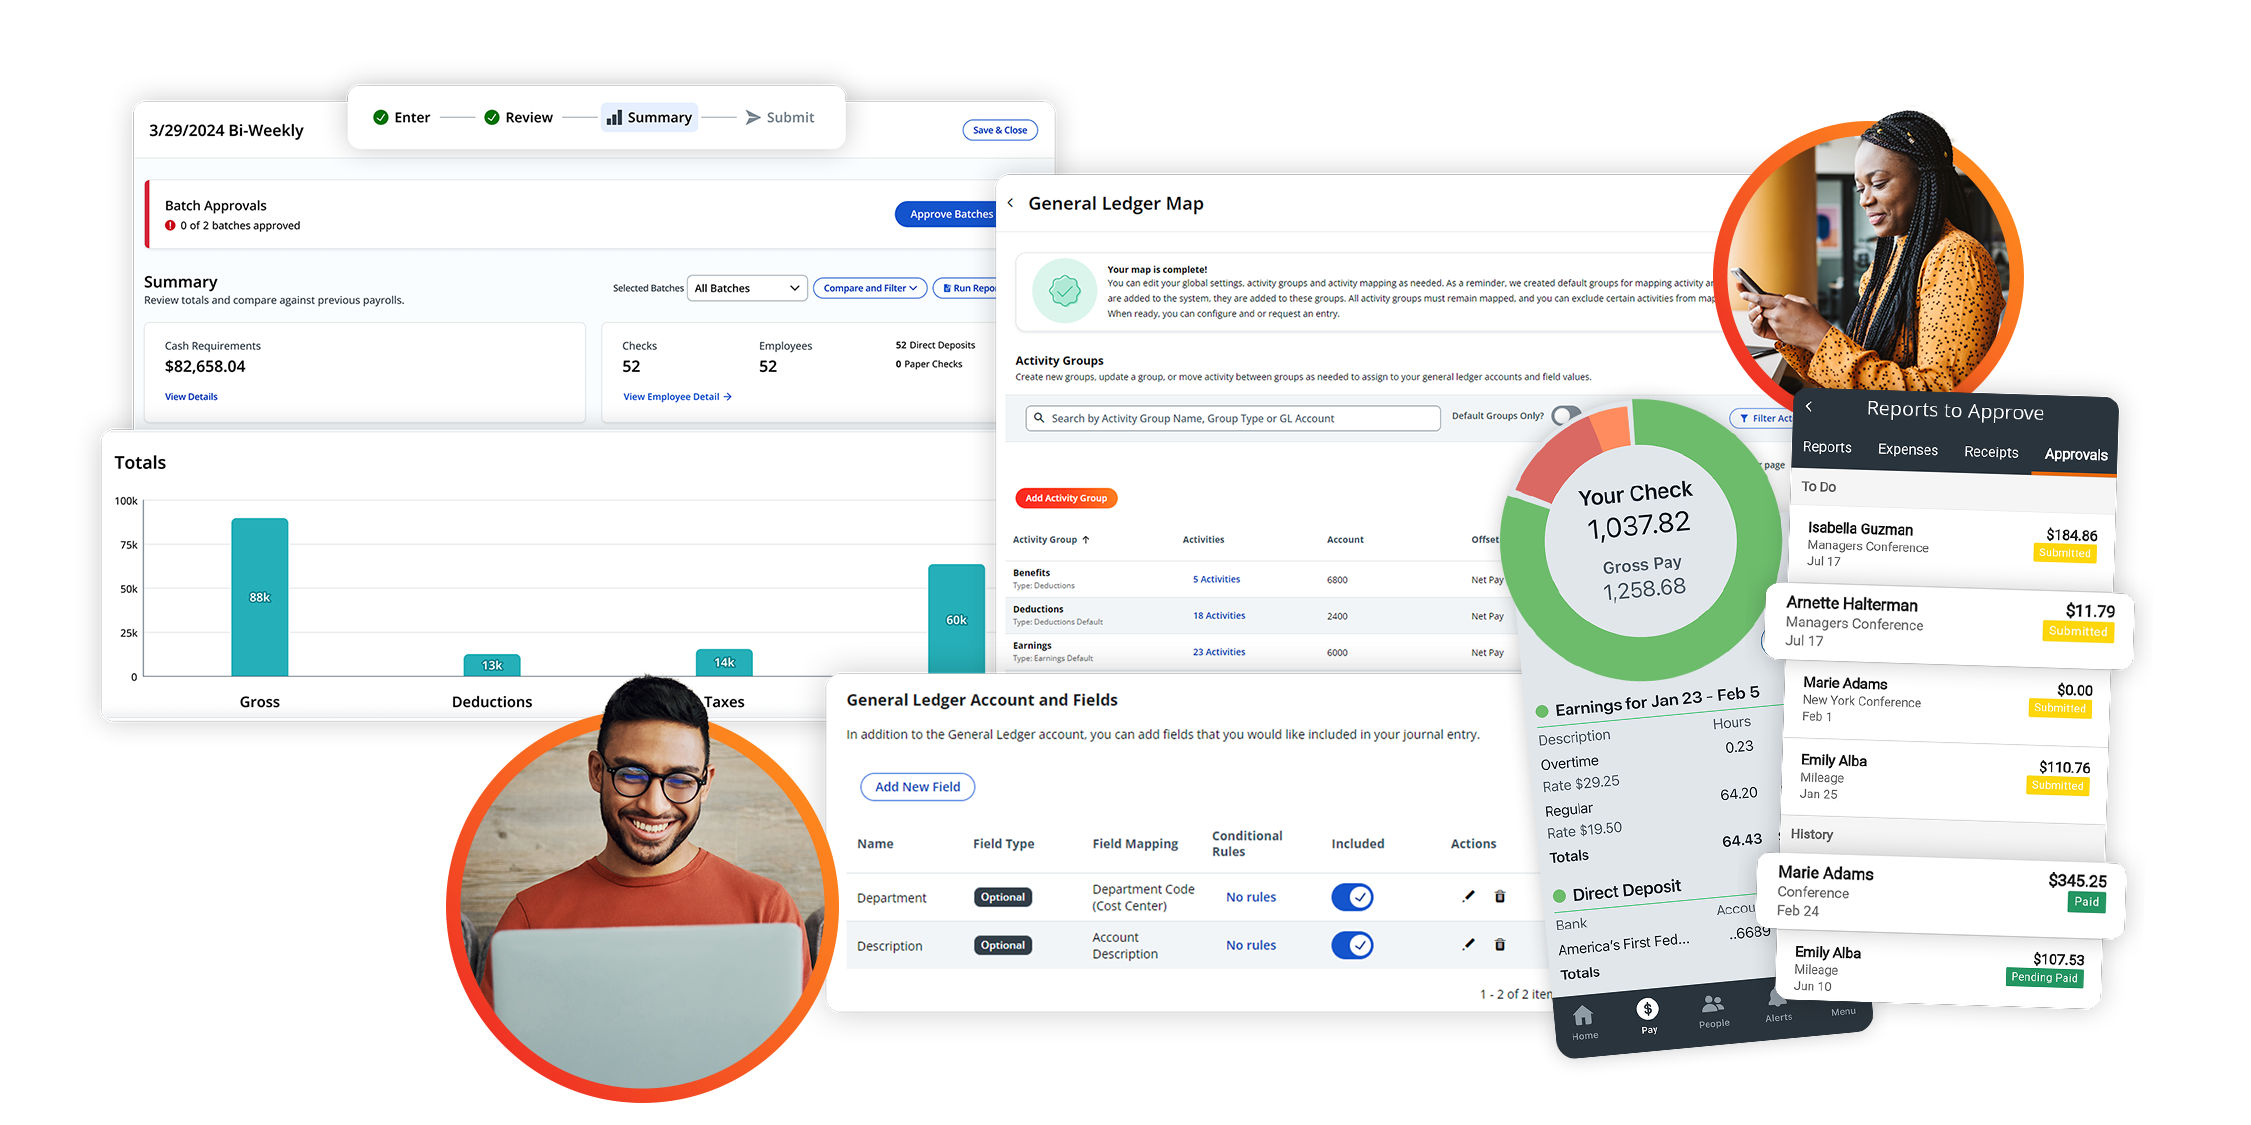 3/29/2024 Bi-Weekly
Enter
Review
Summary
Submit
Save & Close
Batch Approvals
0 of 2 batches approved
Approve Batches
Summary
Review totals and compare against previous payrolls.
Selected Batches
All Batches
Compare and Filter
Run Repo
Cash Requirements
$82,658.04
View Details
Checks
52
Employees
52
52 Direct Deposits
0 Paper Checks
View Employee Detail →
Totals
100k
75k
50k
25k
0
88k
13k
14k
60k
Gross
Deductions
Taxes
General Ledger Map
Your map is complete!
You can edit your global settings, activity groups and activity mapping as needed. As a reminder, we created default groups for mapping activity
are added to the system, they are added to these groups. All activity groups must remain mapped, and you can exclude certain activities from
When ready, you can configure and or request an entry.
Activity Groups
Create new groups, update a group, or move activity between groups as needed to assign to your general ledger accounts and field values.
Search by Activity Group Name, Group Type or GL Account
Default Groups Only?
Filter Act
page
Add Activity Group
Activity Group ↑
Activities
Account
Offset
Benefits
Type: Deductions
5 Activities
6800
Net Pay
Deductions
Type: Deductions Default
18 Activities
2400
Net Pay
Earnings
Type: Earnings Default
23 Activities
6000
Net Pay
General Ledger Account and Fields
In addition to the General Ledger account, you can add fields that you would like included in your journal entry.
Add New Field
Name
Field Type
Field Mapping
Conditional
Rules
Included
Actions
Department
Optional
Department Code
(Cost Center)
No rules
Description
Optional
Account
Description
No rules
1 - 2 of 2
Your Check
1,037.82
Gross Pay
1,258.68
Earnings for Jan 23 - Feb 5
Description
Hours
Overtime
0.23
Rate $29.25
Regular
64.20
Rate $19.50
Totals
64.43
Direct Deposit
Bank
Accou
America's First Fed...
..6689
Totals
Home
Pay
People
Alerts
Menu
Reports to Approve
Reports
Expenses
Receipts
Approvals
To Do
Isabella Guzman
Managers Conference
Jul 17
$184.86
Submitted
Arnette Halterman
Managers Conference
Jul 17
$11.79
Submitted
Marie Adams
New York Conference
Feb 1
$0.00
Submitted
Emily Alba
Mileage
Jan 25
$110.76
Submitted
History
Marie Adams
Conference
Feb 24
$345.25
Paid
Emily Alba
Mileage
Jun 10
$107.53
Pending Paid